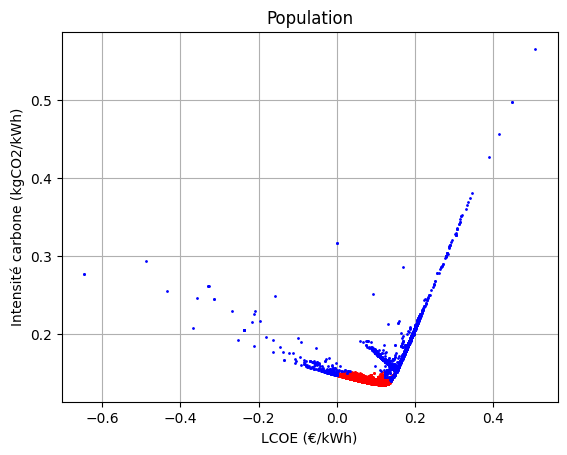 Population
Intensité carbone (kgCO2/kWh)
0.5
0.4
0.3
0.2
−0.6 −0.4 −0.2 0.0 0.2 0.4
LCOE (€/kWh)